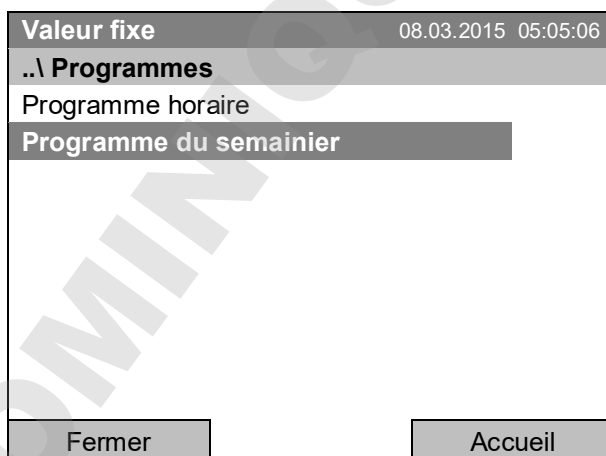 Valeur fixe 08.03.2015 05:05:06
..\ Programmes
Programme horaire
Programme du semainier
Fermer Accueil